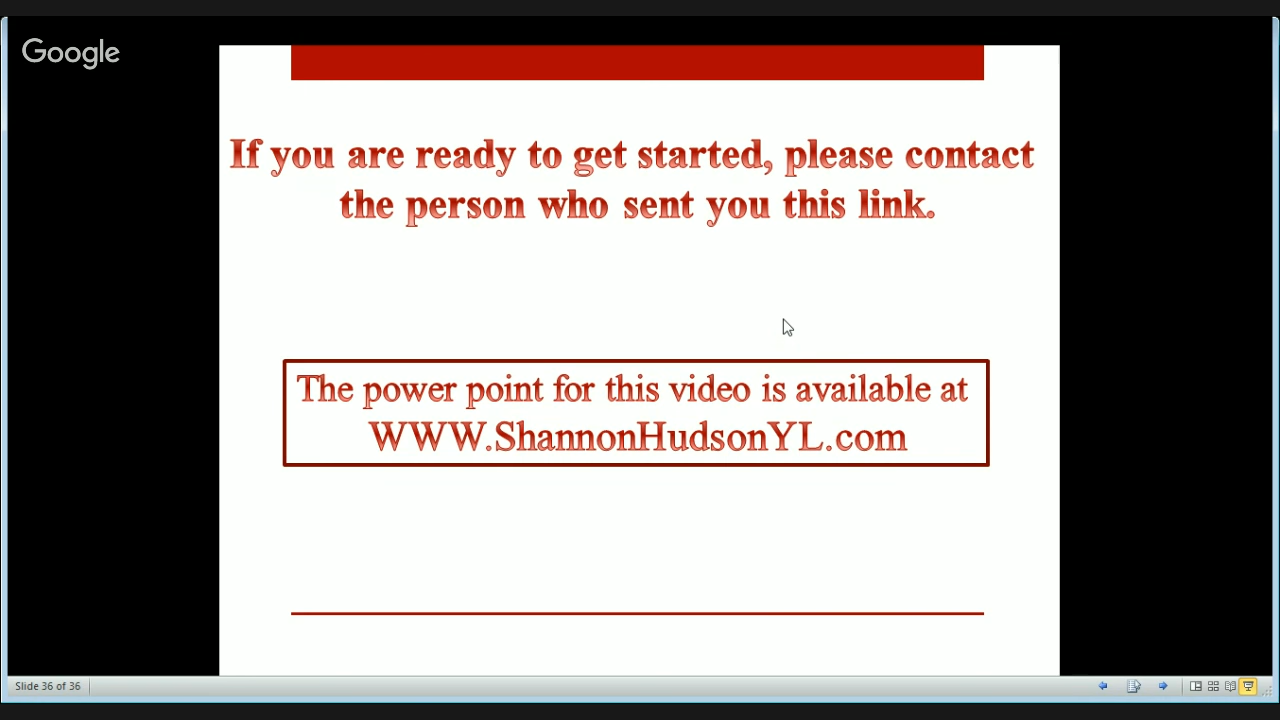 Google
If you are ready to get started, please contact
the person who sent you this link.
The power point for this video is available at
WWW.ShannonHudsonYL.com
Slide 36 of 36